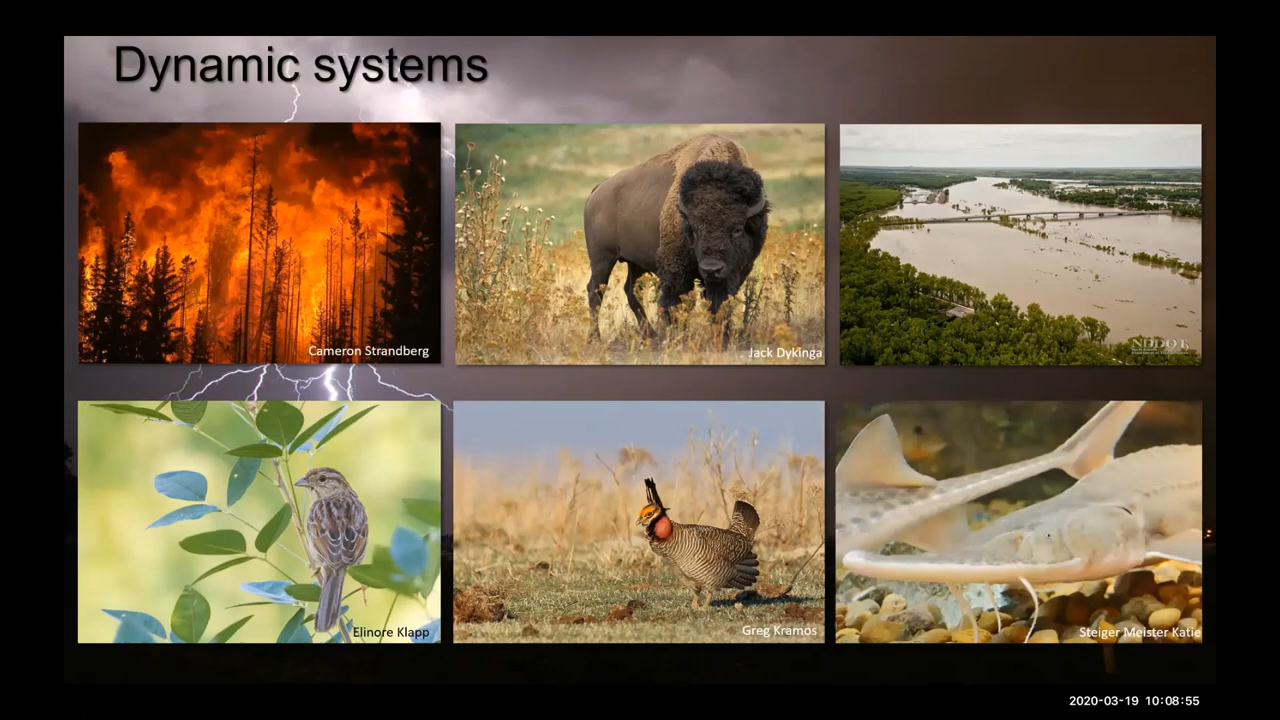 Dynamic systems
Cameron Strandberg
Jack Dykinga
NDDOT
Elinore Klapp
Greg Kramos
Steiger Meister Katie
2020-03-19 10:08:55